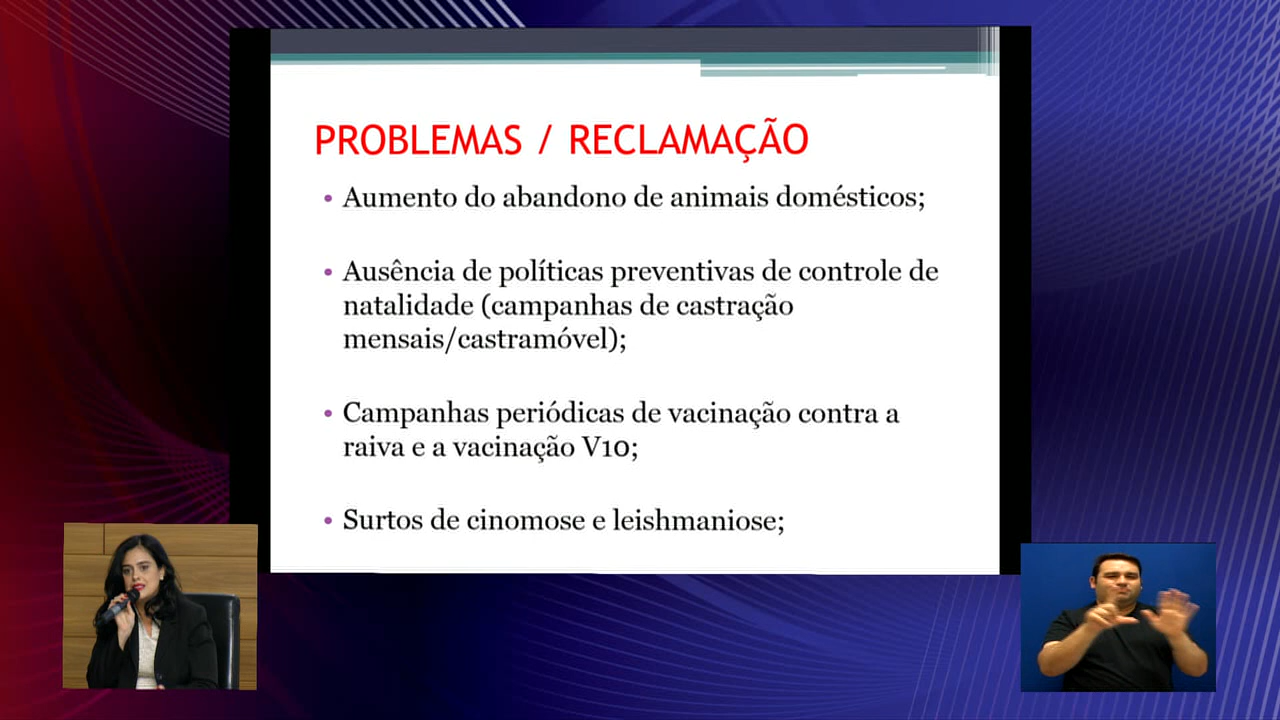 PROBLEMAS / RECLAMAÇÃO
• Aumento do abandono de animais domésticos;
• Ausência de políticas preventivas de controle de
natalidade (campanhas de castração
mensais/castramóvel);
• Campanhas periódicas de vacinação contra a
raiva e a vacinação V10;
• Surtos de cinomose e leishmaniose;